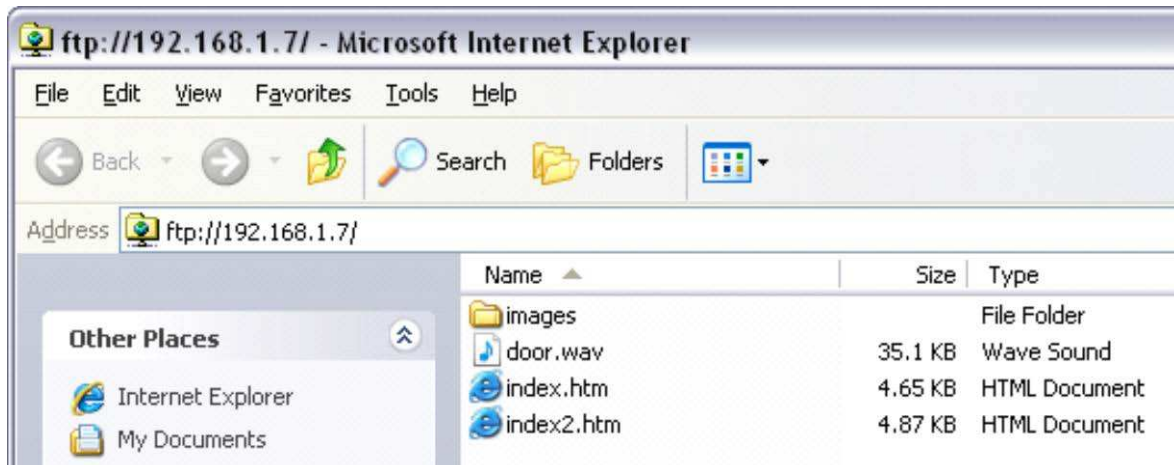 ftp://192.168.1.7/ - Microsoft Internet Explorer
File Edit View Favorites Tools Help
Back Search Folders
Address ftp://192.168.1.7/
Name Size Type
Other Places
Internet Explorer
My Documents
images File Folder
door.wav 35.1 KB Wave Sound
index.htm 4.65 KB HTML Document
index2.htm 4.87 KB HTML Document